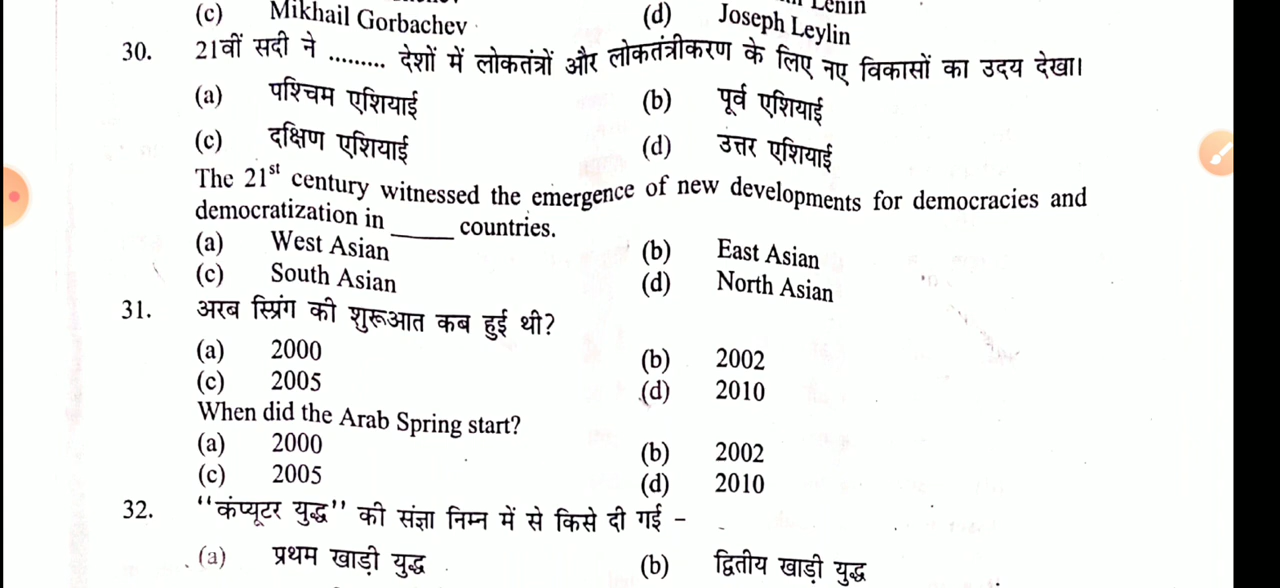 (c) Mikhail Gorbachev (d) Joseph Leylin
30. 21वीं सदी ने ......... देशों में लोकतंत्रों और लोकतंत्रीकरण के लिए नए विकासों का उदय देखा।
(a) पश्चिम एशियाई (b) पूर्व एशियाई
(c) दक्षिण एशियाई (d) उत्तर एशियाई
The 21st century witnessed the emergence of new developments for democracies and
democratization in _____ countries.
(a) West Asian (b) East Asian
(c) South Asian (d) North Asian
31. अरब स्प्रिंग की शुरूआत कब हुई थी?
(a) 2000 (b) 2002
(c) 2005 (d) 2010
When did the Arab Spring start?
(a) 2000 (b) 2002
(c) 2005 (d) 2010
32. ‘‘कंप्यूटर युद्ध’’ की संज्ञा निम्न में से किसे दी गई –
(a) प्रथम खाड़ी युद्ध (b) द्वितीय खाड़ी युद्ध